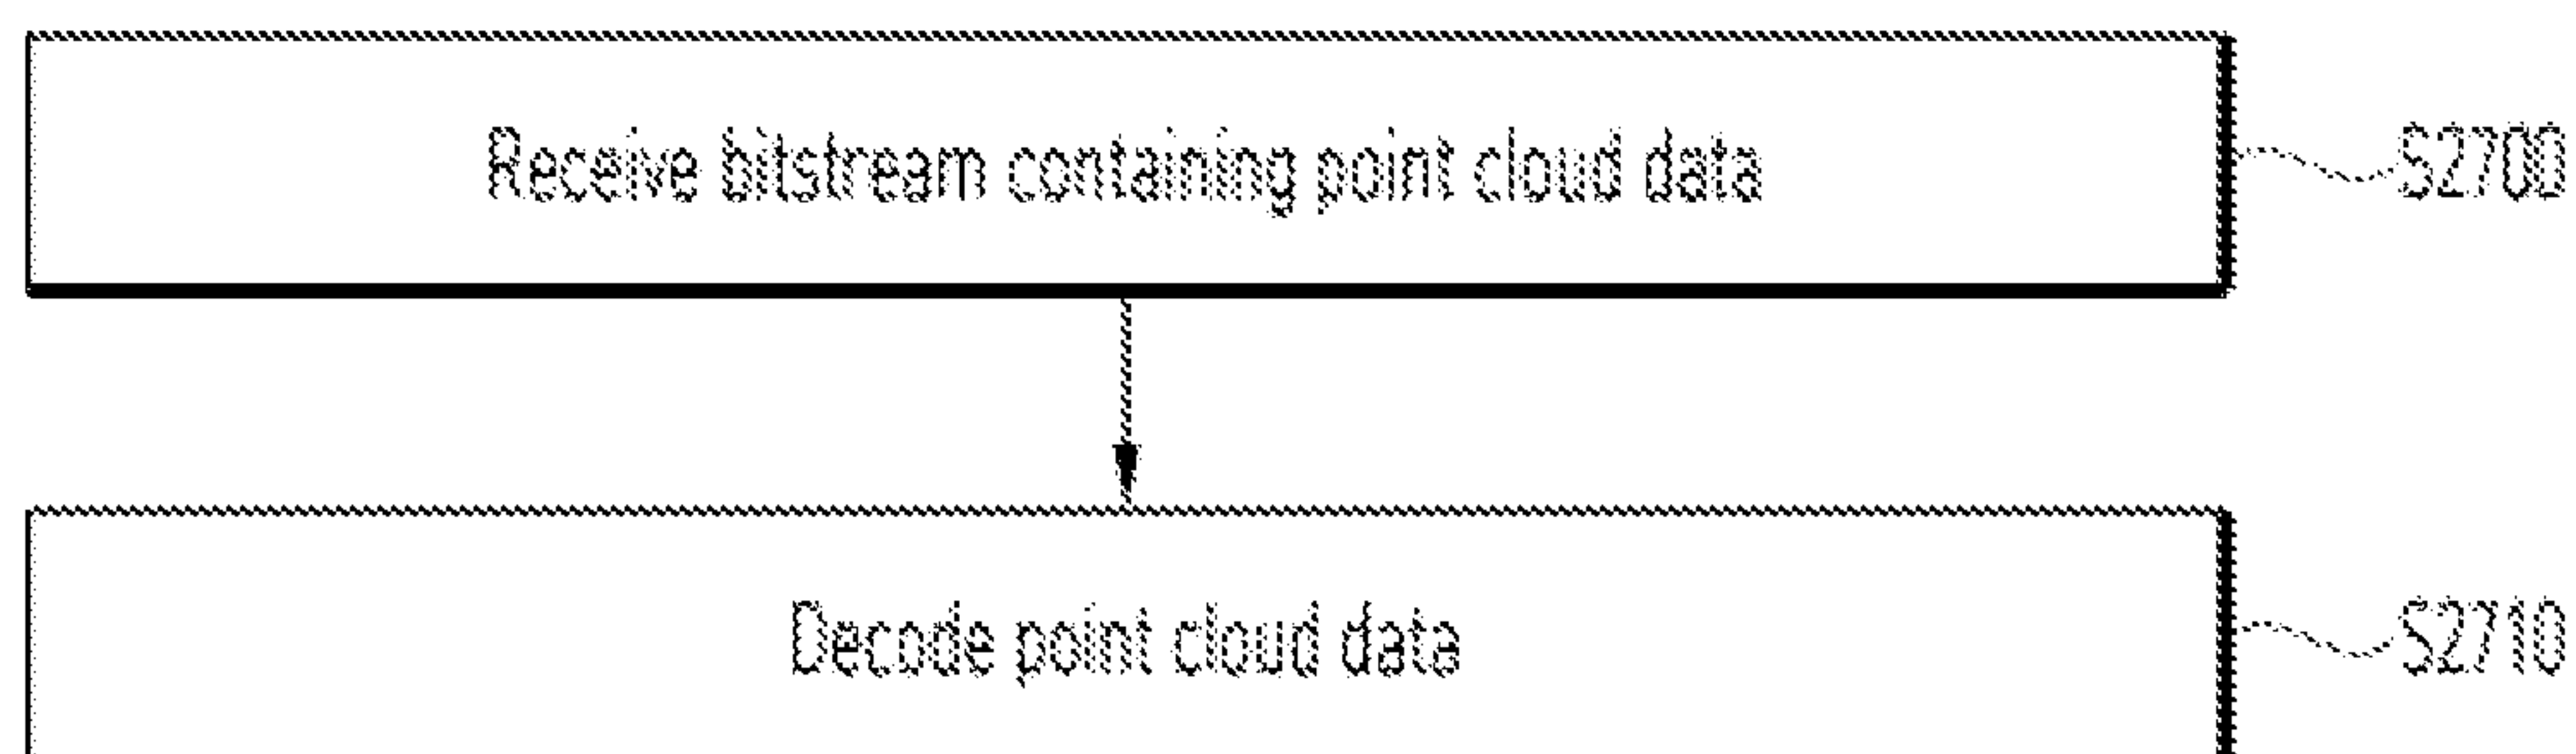 Receive bitstream containing point cloud data
S2700
Decode point cloud data
S2710